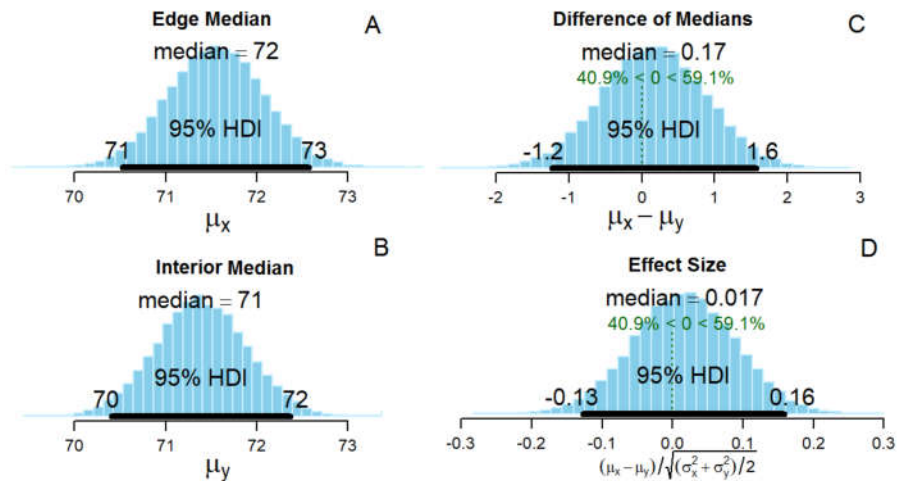 Edge Median
A
median = 72
95% HDI
71
73
70
71
72
73
μx
B
Interior Median
median = 71
95% HDI
70
72
70
71
72
73
μy
Difference of Medians
C
median = 0.17
40.9% < 0 < 59.1%
95% HDI
-1.2
1.6
-2
-1
0
1
2
3
μx − μy
D
Effect Size
median = 0.017
40.9% < 0 < 59.1%
95% HDI
-0.13
0.16
-0.3
-0.2
-0.1
0.0
0.1
0.2
0.3
(μx − μy)/√(σx² + σy²)/2